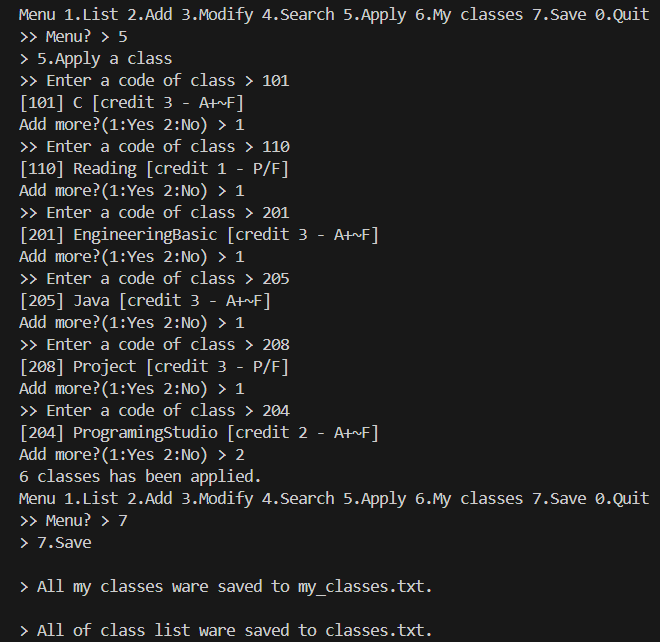 Menu 1.List 2.Add 3.Modify 4.Search 5.Apply 6.My classes 7.Save 0.Quit
>> Menu? > 5
> 5.Apply a class
>> Enter a code of class > 101
[101] C [credit 3 - A+~F]
Add more?(1:Yes 2:No) > 1
>> Enter a code of class > 110
[110] Reading [credit 1 - P/F]
Add more?(1:Yes 2:No) > 1
>> Enter a code of class > 201
[201] EngineeringBasic [credit 3 - A+~F]
Add more?(1:Yes 2:No) > 1
>> Enter a code of class > 205
[205] Java [credit 3 - A+~F]
Add more?(1:Yes 2:No) > 1
>> Enter a code of class > 208
[208] Project [credit 3 - P/F]
Add more?(1:Yes 2:No) > 1
>> Enter a code of class > 204
[204] ProgramingStudio [credit 2 - A+~F]
Add more?(1:Yes 2:No) > 2
6 classes has been applied.
Menu 1.List 2.Add 3.Modify 4.Search 5.Apply 6.My classes 7.Save 0.Quit
>> Menu? > 7
> 7.Save
> All my classes ware saved to my_classes.txt.
> All of class list ware saved to classes.txt.